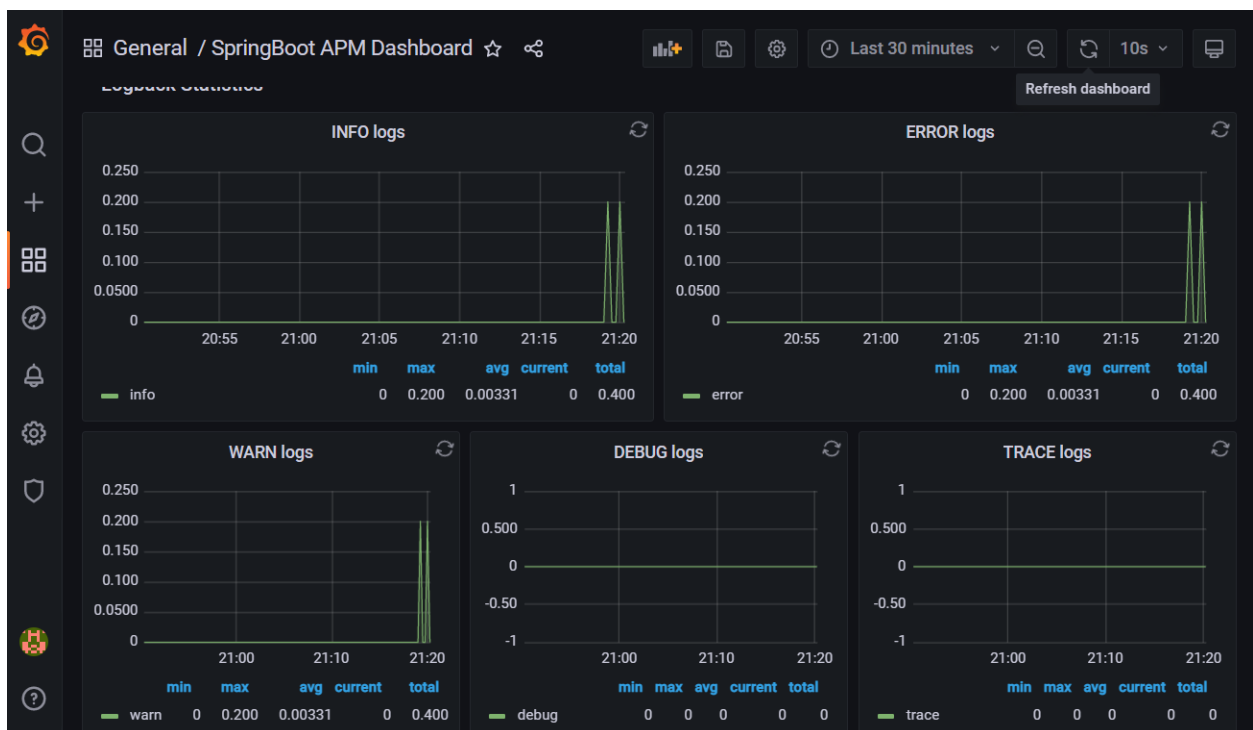 General / SpringBoot APM Dashboard
Last 30 minutes
10s
Logback Statistics
Refresh dashboard
INFO logs
0.250
0.200
0.150
0.100
0.0500
0
20:55 21:00 21:05 21:10 21:15 21:20
min max avg current total
info 0 0.200 0.00331 0 0.400
ERROR logs
0.250
0.200
0.150
0.100
0.0500
0
20:55 21:00 21:05 21:10 21:15 21:20
min max avg current total
error 0 0.200 0.00331 0 0.400
WARN logs
0.250
0.200
0.150
0.100
0.0500
0
21:00 21:10 21:20
min max avg current total
warn 0 0.200 0.00331 0 0.400
DEBUG logs
1
0.500
0
-0.50
-1
21:00 21:10 21:20
min max avg current total
debug 0 0 0 0 0
TRACE logs
1
0.500
0
-0.50
-1
21:00 21:10 21:20
min max avg current total
trace 0 0 0 0 0